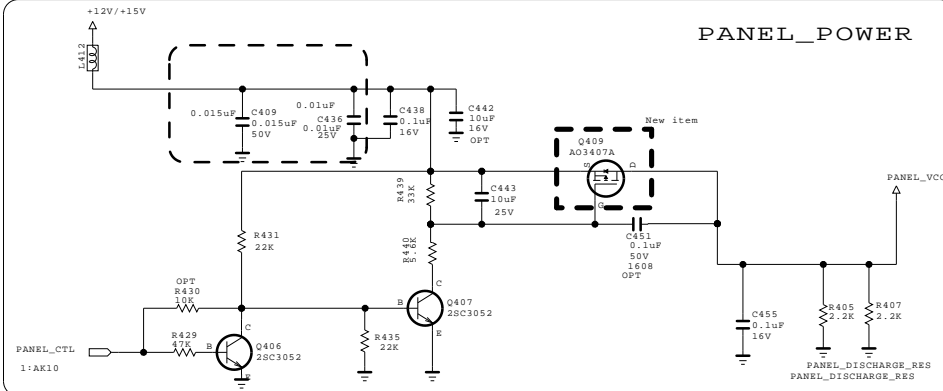 +12V/+15V
PANEL_POWER
L412
0.015uF
C409
0.015uF
50V
0.01uF
C436
0.01uF
25V
C438
0.1uF
16V
C442
10uF
16V
OPT
New item
Q409
AO3407A
S
D
G
PANEL_VCC
R439
33K
C443
10uF
25V
C451
0.1uF
50V
1608
OPT
R431
22K
R440
5.6K
OPT
R430
10K
C
B
Q407
2SC3052
E
C455
0.1uF
16V
R405
2.2K
R407
2.2K
R429
47K
C
B
Q406
2SC3052
E
R435
22K
PANEL_CTL
1:AK10
PANEL_DISCHARGE_RES
PANEL_DISCHARGE_RES